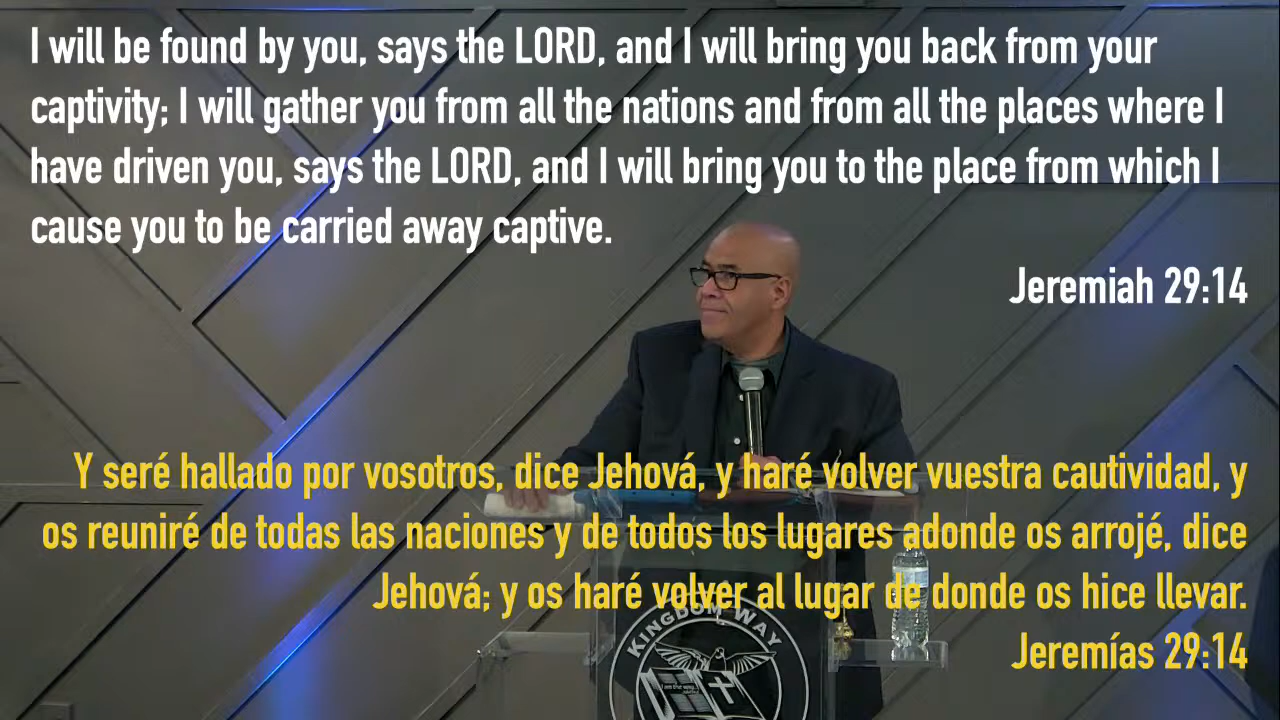 I will be found by you, says the LORD, and I will bring you back from your
captivity; I will gather you from all the nations and from all the places where I
have driven you, says the LORD, and I will bring you to the place from which I
cause you to be carried away captive.
Jeremiah 29:14
Y seré hallado por vosotros, dice Jehová, y haré volver vuestra cautividad, y
os reuniré de todas las naciones y de todos los lugares adonde os arrojé, dice
Jehová; y os haré volver al lugar de donde os hice llevar.
Jeremías 29:14
KINGDOM WAY